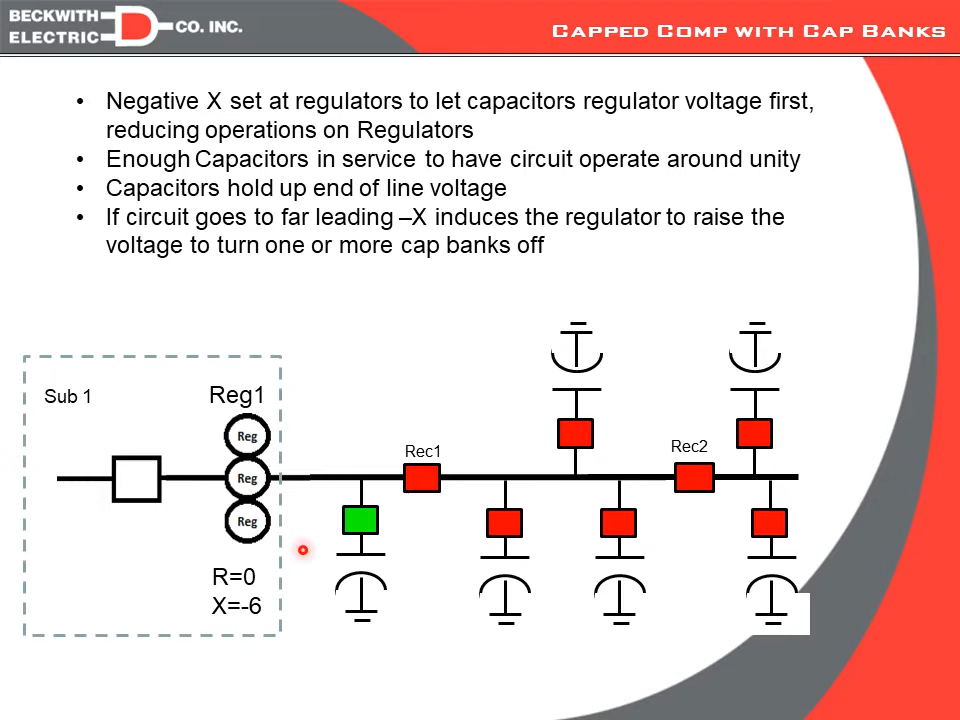 BECKWITH
ELECTRIC
CO. INC.
CAPPED COMP WITH CAP BANKS
• Negative X set at regulators to let capacitors regulator voltage first,
reducing operations on Regulators
• Enough Capacitors in service to have circuit operate around unity
• Capacitors hold up end of line voltage
• If circuit goes to far leading –X induces the regulator to raise the
voltage to turn one or more cap banks off
Sub 1
Reg1
Reg
Reg
Reg
Rec1
Rec2
R=0
X=-6